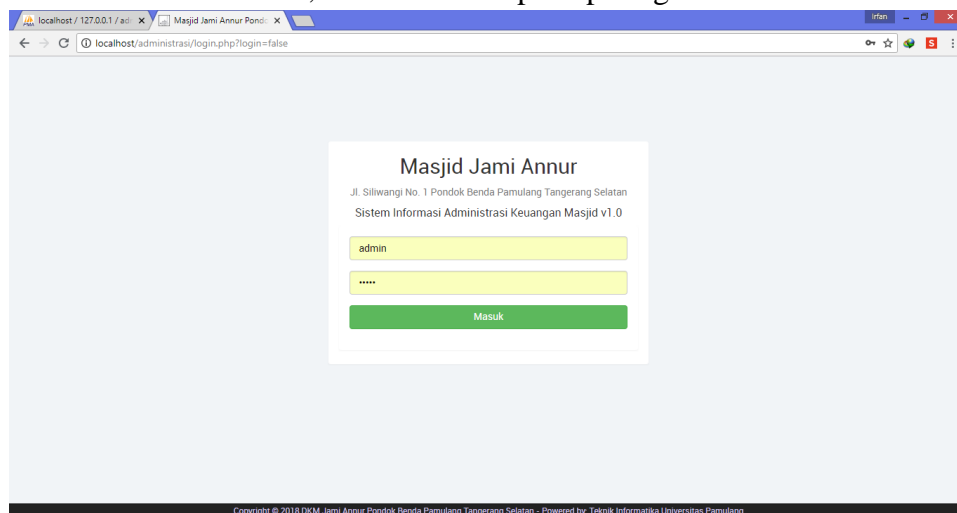 localhost / 127.0.0.1 / adm
Masjid Jami Annur Pondo
Irfan
localhost/administrasi/login.php?login=false
S
Masjid Jami Annur
Jl. Siliwangi No. 1 Pondok Benda Pamulang Tangerang Selatan
Sistem Informasi Administrasi Keuangan Masjid v1.0
admin
•••••
Masuk
Copyright © 2018 DKM Jami Annur Pondok Benda Pamulang Tangerang Selatan - Powered by Teknik Informatika Universitas Pamulang